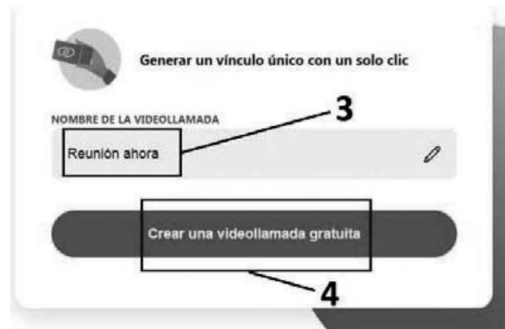 Generar un vínculo único con un solo clic
NOMBRE DE LA VIDEOLLAMADA
3
Reunión ahora
Crear una videollamada gratuita
4